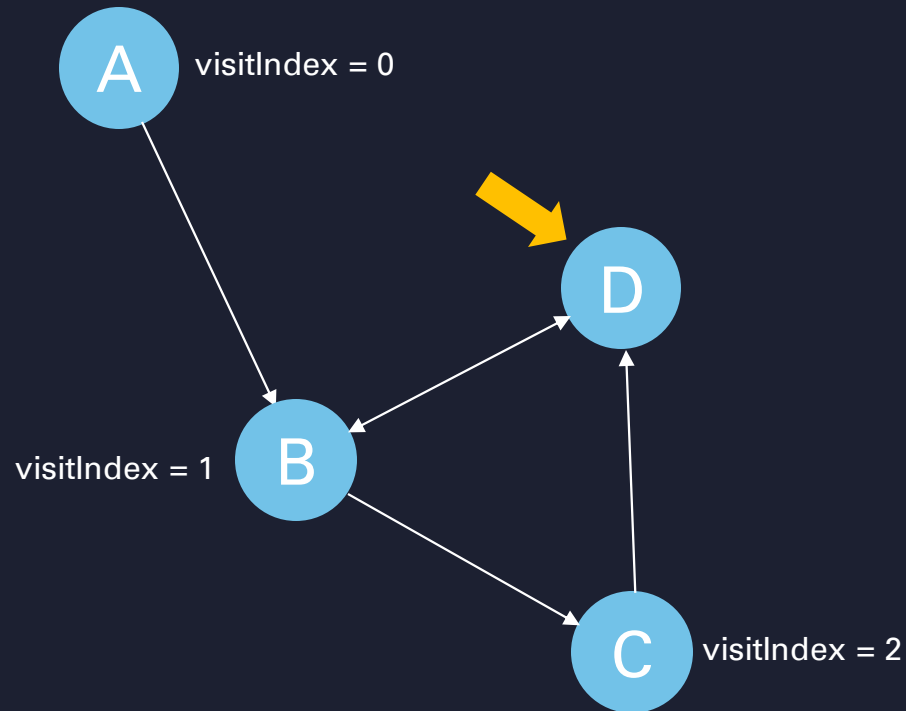 A
visitIndex = 0
D
B
visitIndex = 1
C
visitIndex = 2